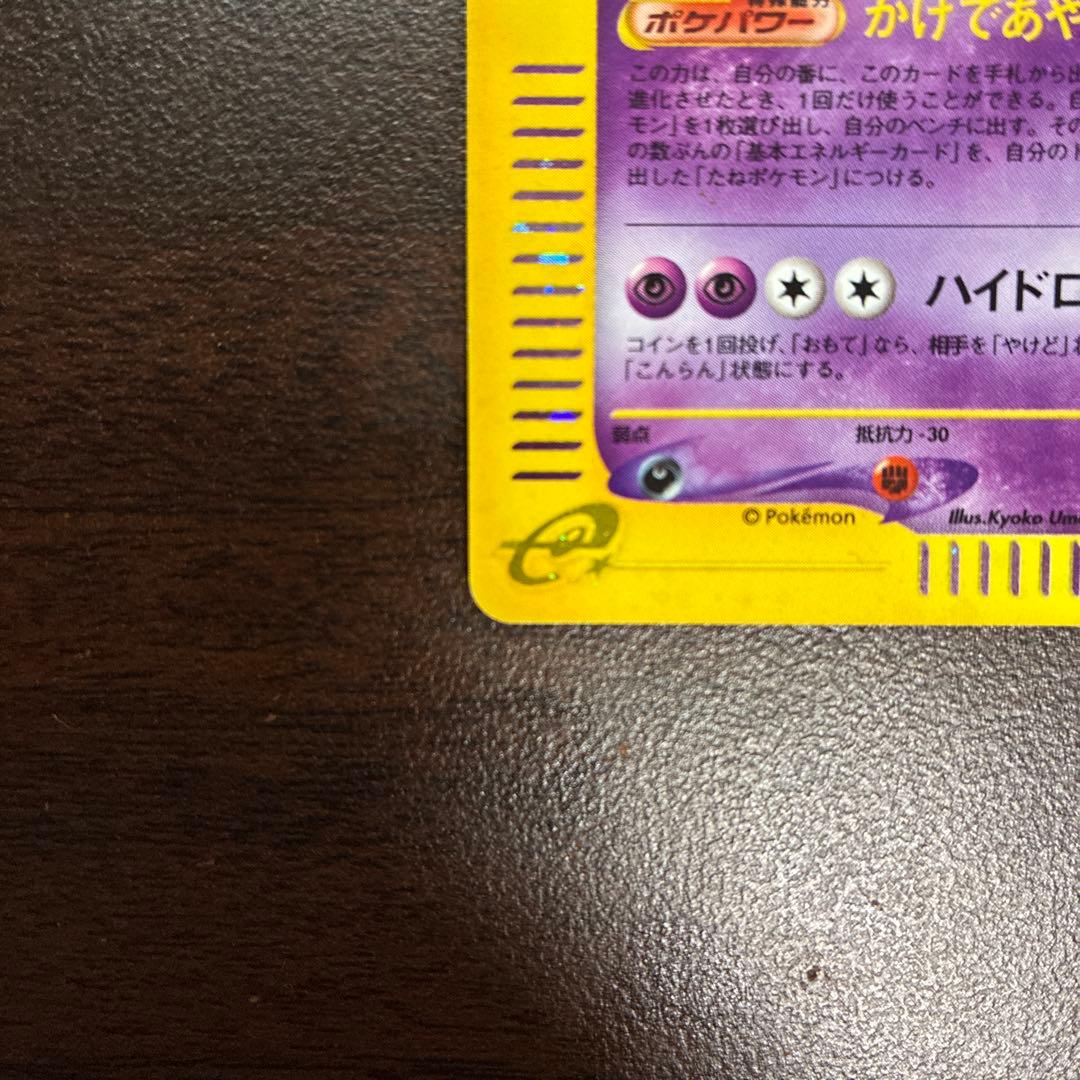 ポケパワー かげであや
この力は、自分の番に、このカードを手札から出
進化させたとき、1回だけ使うことができる。自
モン」を1枚選び出し、自分のベンチに出す。その
の数ぶんの「基本エネルギーカード」を、自分の
出した「たねポケモン」につける。
ハイドロ
コインを1回投げ、「おもて」なら、相手を「やけど」
「こんらん」状態にする。
弱点 抵抗力 -30
© Pokémon Illus.Kyoko Ume
e